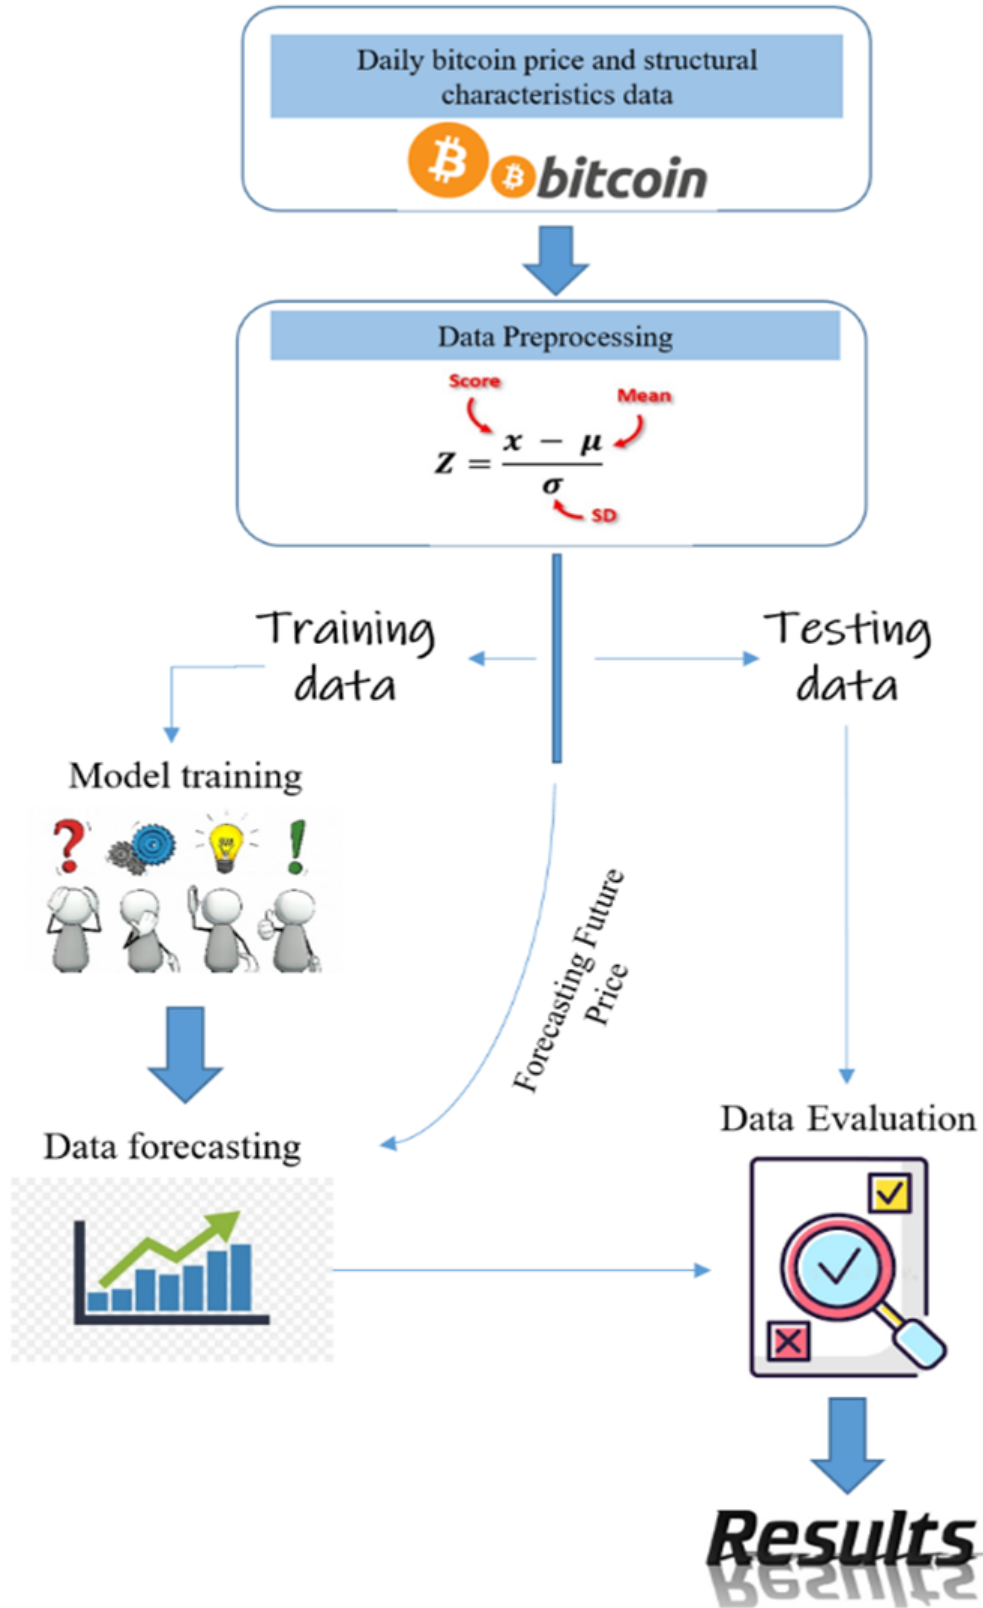 Daily bitcoin price and structural
characteristics data
bitcoin
Data Preprocessing
Score
Mean
Z = x − μ
σ
SD
Training
data
Testing
data
Model training
Forecasting Future
Price
Data forecasting
Data Evaluation
Results